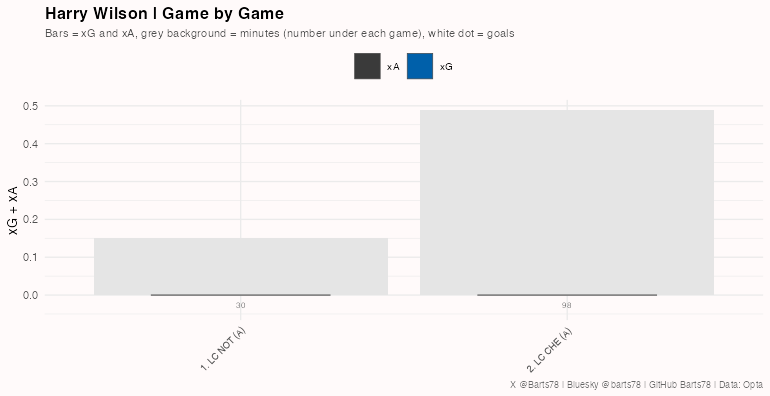 Harry Wilson | Game by Game
Bars = xG and xA, grey background = minutes (number under each game), white dot = goals
xA
xG
xG + xA
0.5
0.4
0.3
0.2
0.1
0.0
30
98
1. LC NOT (A)
2. LC CHE (A)
X @Barts78 | Bluesky @barts78 | GitHub Barts78 | Data: Opta